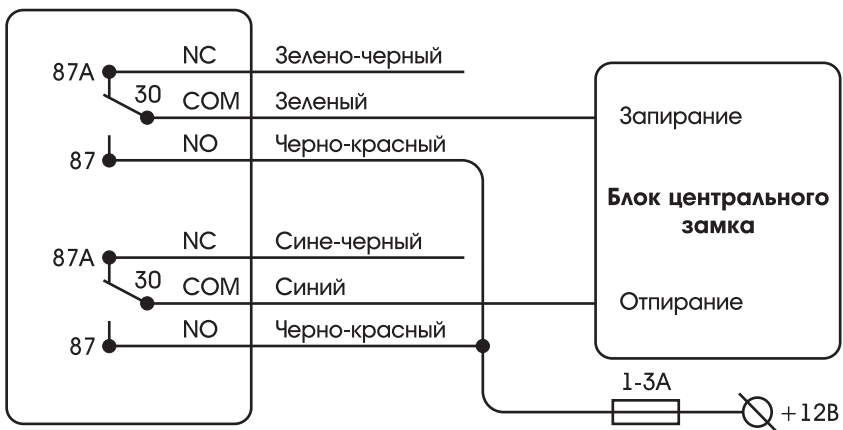 87A NC Зелено-черный
30 COM Зеленый Запирание
87 NO Черно-красный
Блок центрального
замка
87A NC Сине-черный
30 COM Синий Отпирание
87 NO Черно-красный
1-3А
+12В